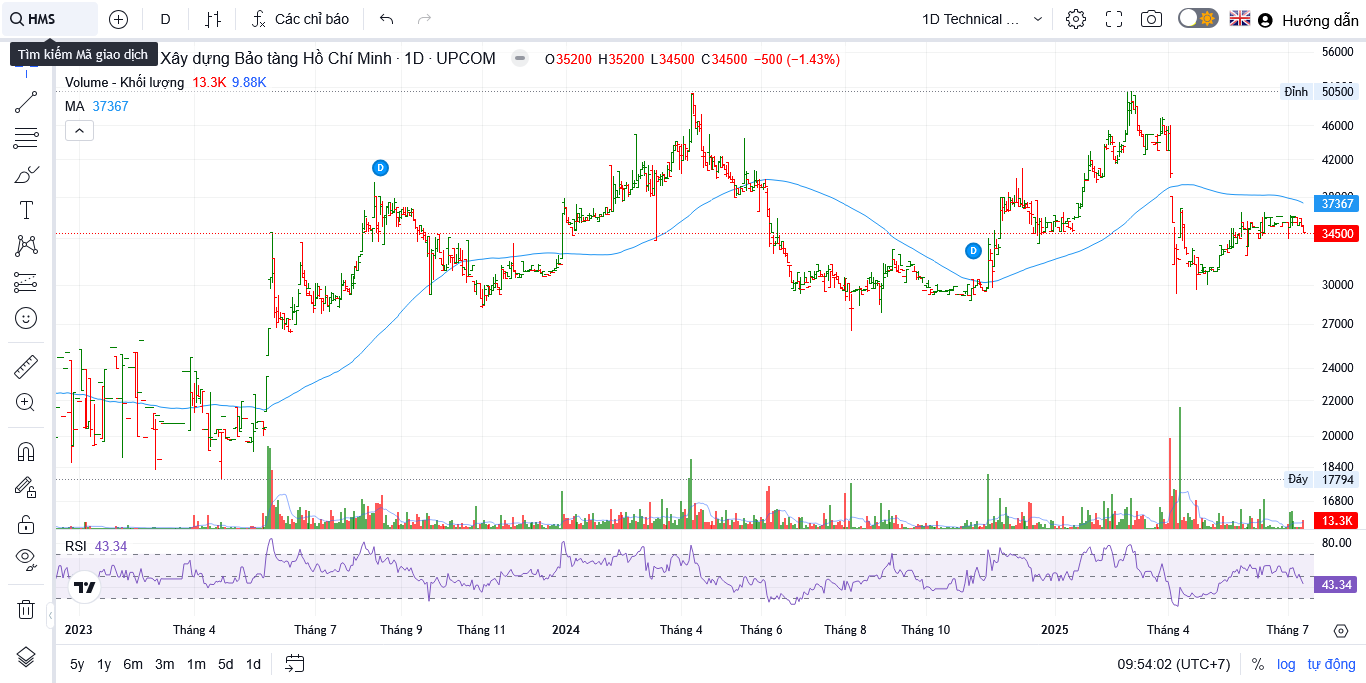 HMS
D
Các chỉ báo
1D Technical ...
Hướng dẫn
Tìm kiếm Mã giao dịch
Xây dựng Bảo tàng Hồ Chí Minh · 1D · UPCOM
O35200 H35200 L34500 C34500 −500 (−1.43%)
Volume - Khối lượng 13.3K 9.88K
MA 37367
56000
Đỉnh 50500
46000
42000
38000
37367
34500
30000
27000
24000
22000
20000
18400
Đáy 17794
16800
13.3K
D
D
RSI 43.34
80.00
43.34
2023 Tháng 4 Tháng 7 Tháng 9 Tháng 11 2024 Tháng 4 Tháng 6 Tháng 8 Tháng 10 2025 Tháng 4 Tháng 7
5y 1y 6m 3m 1m 5d 1d
09:54:02 (UTC+7) % log tự động